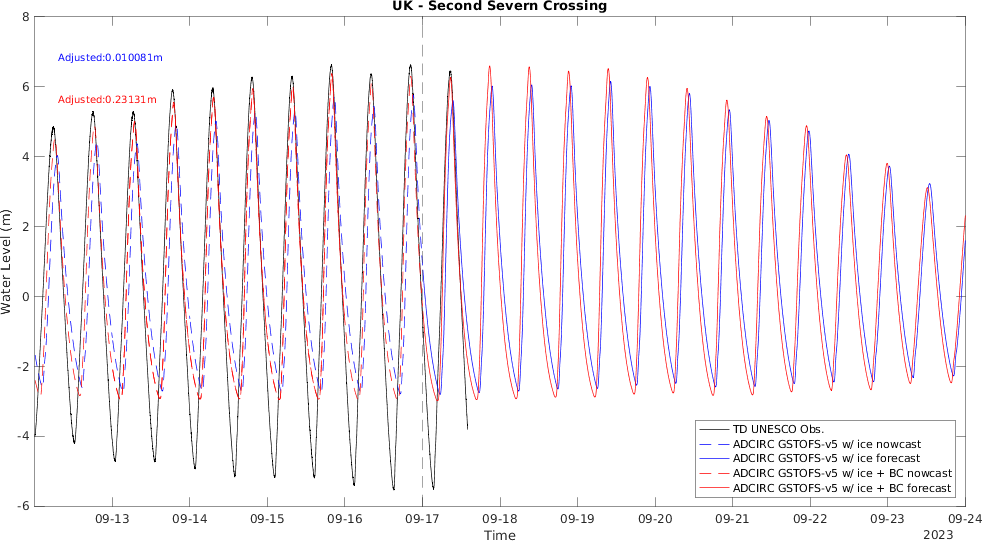 UK - Second Severn Crossing
Adjusted:0.010081m
Adjusted:0.23131m
Water Level (m)
8
6
4
2
0
-2
-4
-6
TD UNESCO Obs.
ADCIRC GSTOFS-v5 w/ ice nowcast
ADCIRC GSTOFS-v5 w/ ice forecast
ADCIRC GSTOFS-v5 w/ ice + BC nowcast
ADCIRC GSTOFS-v5 w/ ice + BC forecast
09-13 09-14 09-15 09-16 09-17 09-18 09-19 09-20 09-21 09-22 09-23 09-24
Time
2023